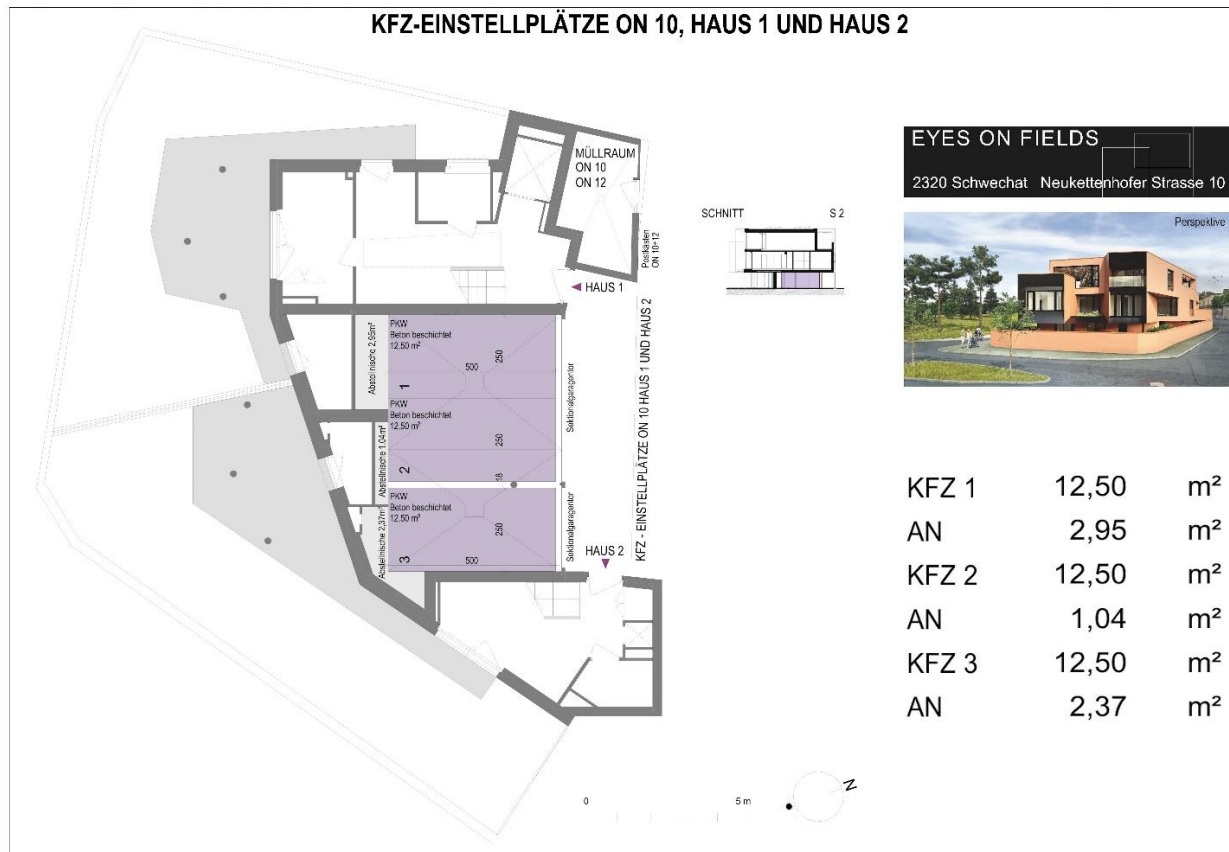 KFZ-EINSTELLPLÄTZE ON 10, HAUS 1 UND HAUS 2
EYES ON FIELDS
2320 Schwechat Neukettenhofer Strasse 10
Perspektive
SCHNITT S 2
MÜLLRAUM
ON 10
ON 12
Postkästen
ON 10+12
HAUS 1
KFZ - EINSTELLPLÄTZE ON 10 HAUS 1 UND HAUS 2
Abstellnische 2,95m²
PKW
Beton beschichtet
12,50 m²
250
500
1
Sektionalgaragentor
PKW
Beton beschichtet
12,50 m²
Abstellnische 1,04m²
250
2
18
PKW
Beton beschichtet
12,50 m²
Abstellnische 2,37m²
250
500
3
Sektionalgaragentor
HAUS 2
KFZ 1 12,50 m²
AN 2,95 m²
KFZ 2 12,50 m²
AN 1,04 m²
KFZ 3 12,50 m²
AN 2,37 m²
0 5 m
N